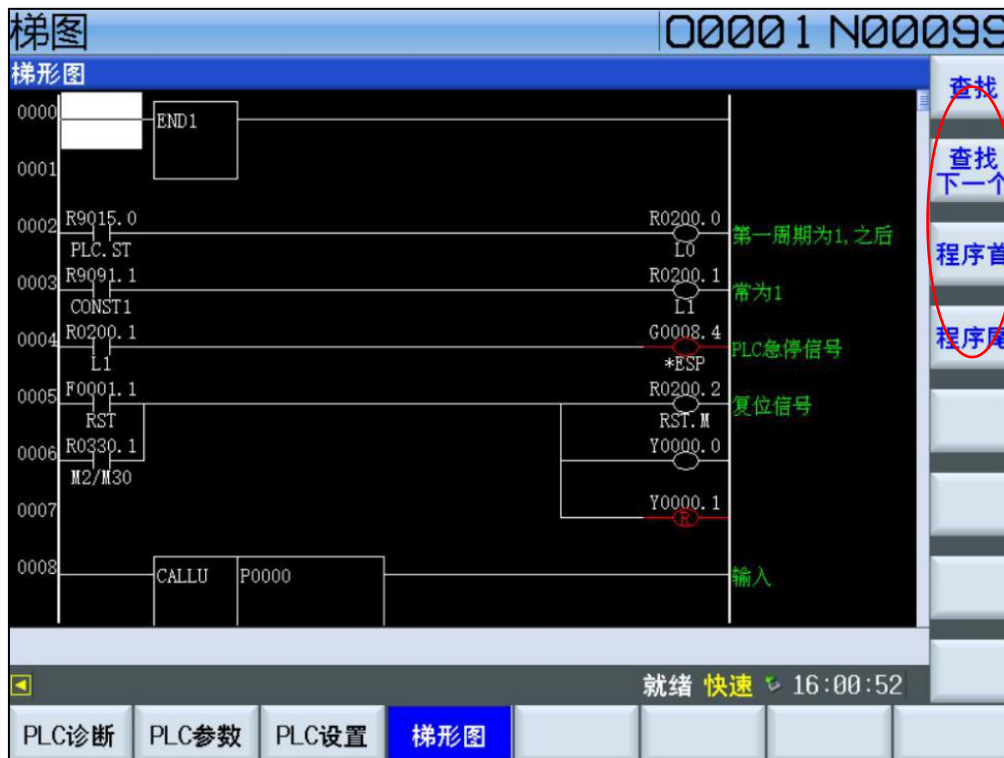 梯图 O0001 N00099
梯形图
查找
查找
下一个
程序首
程序尾
0000 END1
0001
0002 R9015.0 R0200.0
PLC.ST L0 第一周期为1,之后
0003 R9091.1 R0200.1
CONST1 L1 常为1
0004 R0200.1 G0008.4
L1 *ESP PLC急停信号
0005 F0001.1 R0200.2
RST RST.M 复位信号
0006 R0330.1 Y0000.0
M2/M30
0007 Y0000.1
R
0008 CALLU P0000 输入
就绪 快速 16:00:52
PLC诊断 PLC参数 PLC设置 梯形图